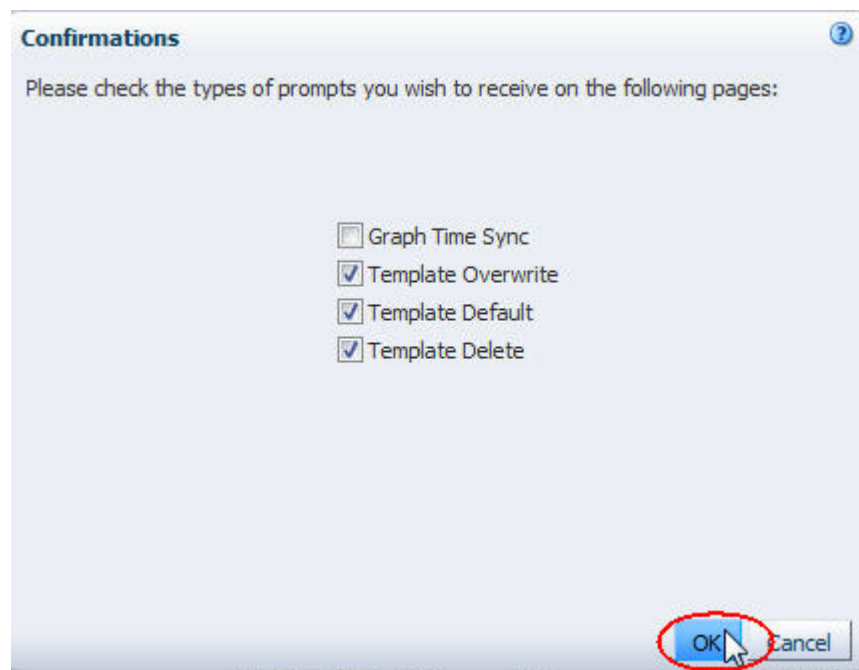 Confirmations
?
Please check the types of prompts you wish to receive on the following pages:
Graph Time Sync
Template Overwrite
Template Default
Template Delete
OK Cancel